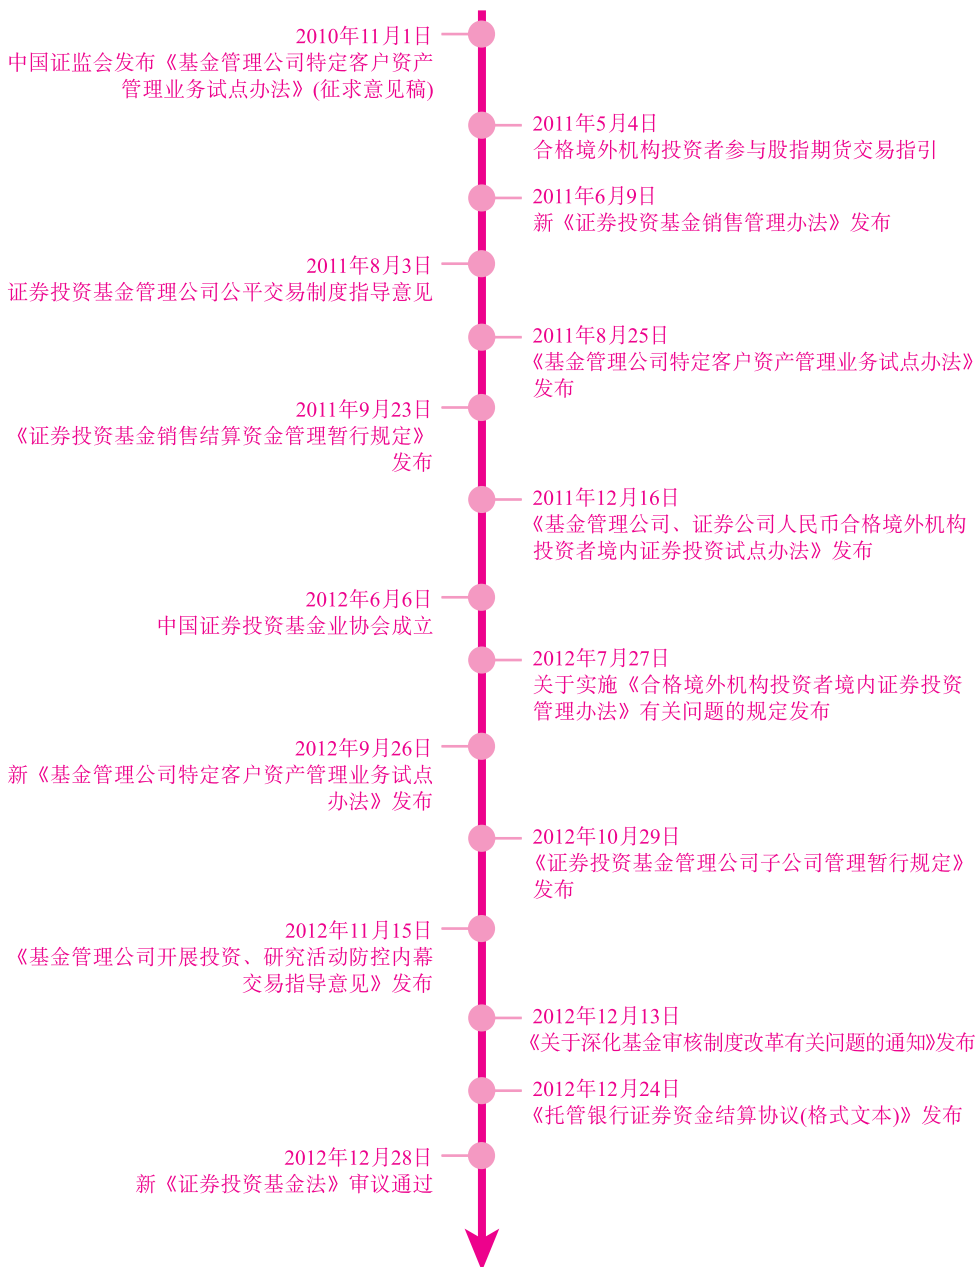 2010年11月1日
中国证监会发布《基金管理公司特定客户资产
管理业务试点办法》(征求意见稿)
2011年5月4日
合格境外机构投资者参与股指期货交易指引
2011年6月9日
新《证券投资基金销售管理办法》发布
2011年8月3日
证券投资基金管理公司公平交易制度指导意见
2011年8月25日
《基金管理公司特定客户资产管理业务试点办法》
发布
2011年9月23日
《证券投资基金销售结算资金管理暂行规定》
发布
2011年12月16日
《基金管理公司、证券公司人民币合格境外机构
投资者境内证券投资试点办法》发布
2012年6月6日
中国证券投资基金业协会成立
2012年7月27日
关于实施《合格境外机构投资者境内证券投资
管理办法》有关问题的规定发布
2012年9月26日
新《基金管理公司特定客户资产管理业务试点
办法》发布
2012年10月29日
《证券投资基金管理公司子公司管理暂行规定》
发布
2012年11月15日
《基金管理公司开展投资、研究活动防控内幕
交易指导意见》发布
2012年12月13日
《关于深化基金审核制度改革有关问题的通知》发布
2012年12月24日
《托管银行证券资金结算协议(格式文本)》发布
2012年12月28日
新《证券投资基金法》审议通过